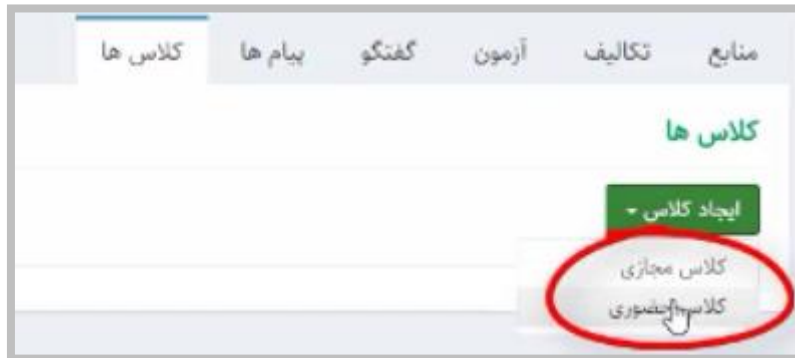 منابع تکالیف آزمون گفتگو پیام ها کلاس ها
کلاس ها
ایجاد کلاس
کلاس مجازی
کلاس حضوری